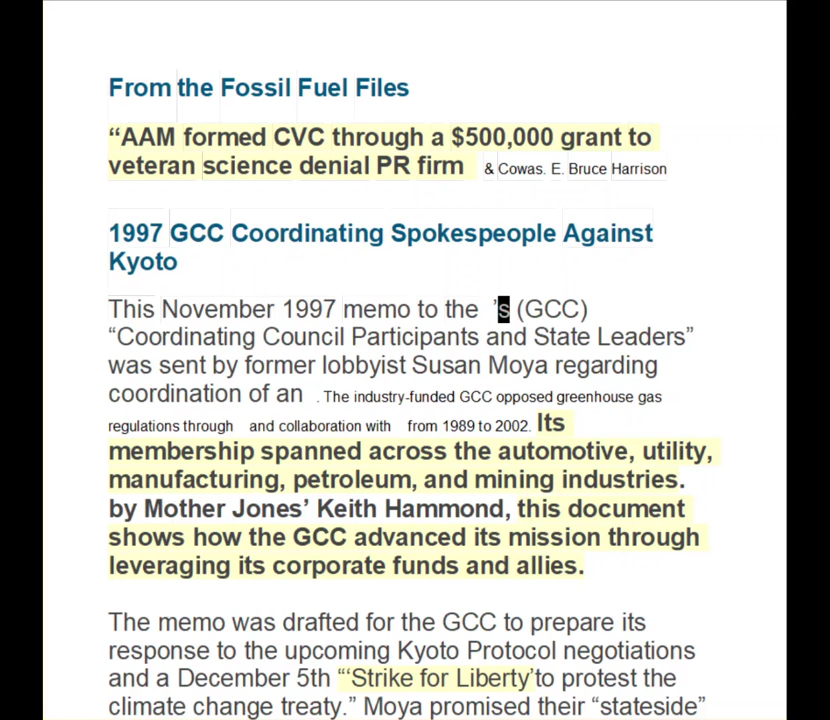 From the Fossil Fuel Files
“AAM formed CVC through a $500,000 grant to
veteran science denial PR firm & Cowas. E. Bruce Harrison
1997 GCC Coordinating Spokespeople Against
Kyoto
This November 1997 memo to the ’s (GCC)
“Coordinating Council Participants and State Leaders”
was sent by former lobbyist Susan Moya regarding
coordination of an . The industry-funded GCC opposed greenhouse gas
regulations through and collaboration with from 1989 to 2002. Its
membership spanned across the automotive, utility,
manufacturing, petroleum, and mining industries.
by Mother Jones’ Keith Hammond, this document
shows how the GCC advanced its mission through
leveraging its corporate funds and allies.
The memo was drafted for the GCC to prepare its
response to the upcoming Kyoto Protocol negotiations
and a December 5th “‘Strike for Liberty’to protest the
climate change treaty.” Moya promised their “stateside”